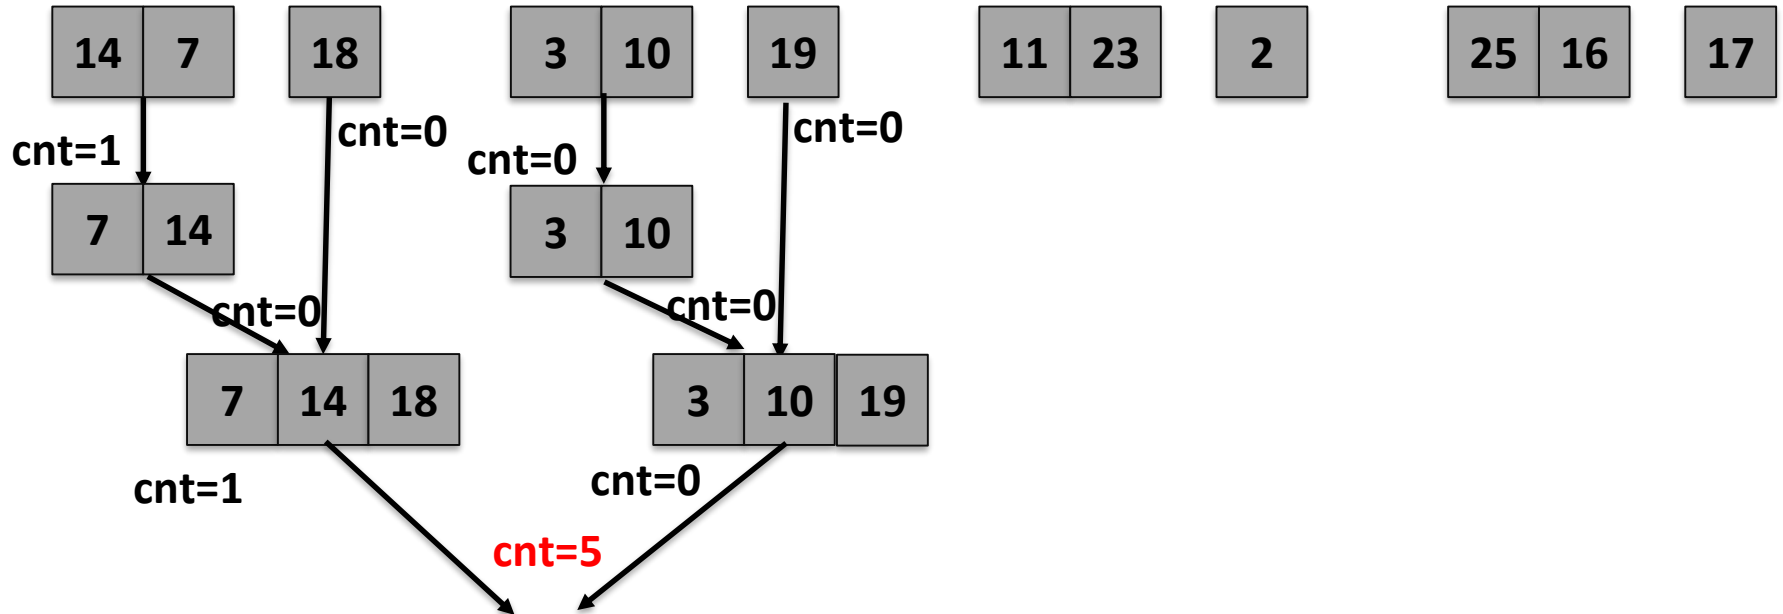 14 7 18 3 10 19 11 23 2 25 16 17
cnt=1 cnt=0 cnt=0 cnt=0
7 14 3 10
cnt=0 cnt=0
7 14 18 3 10 19
cnt=1 cnt=0
cnt=5